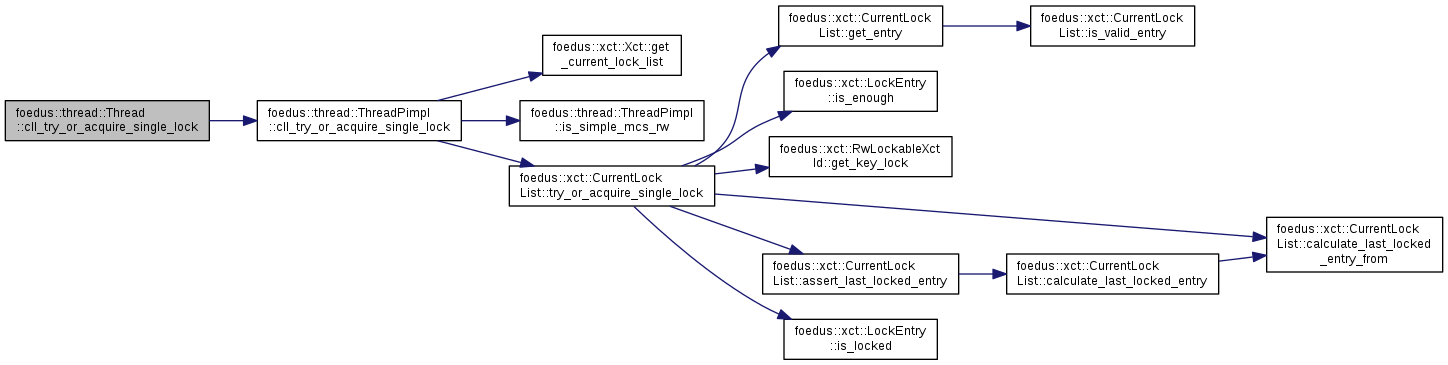 foedus::thread::Thread
::cll_try_or_acquire_single_lock
foedus::thread::ThreadPimpl
::cll_try_or_acquire_single_lock
foedus::xct::Xct::get
_current_lock_list
foedus::thread::ThreadPimpl
::is_simple_mcs_rw
foedus::xct::CurrentLock
List::try_or_acquire_single_lock
foedus::xct::CurrentLock
List::get_entry
foedus::xct::CurrentLock
List::is_valid_entry
foedus::xct::LockEntry
::is_enough
foedus::xct::RwLockableXct
Id::get_key_lock
foedus::xct::CurrentLock
List::assert_last_locked_entry
foedus::xct::CurrentLock
List::calculate_last_locked_entry
foedus::xct::CurrentLock
List::calculate_last_locked
_entry_from
foedus::xct::LockEntry
::is_locked